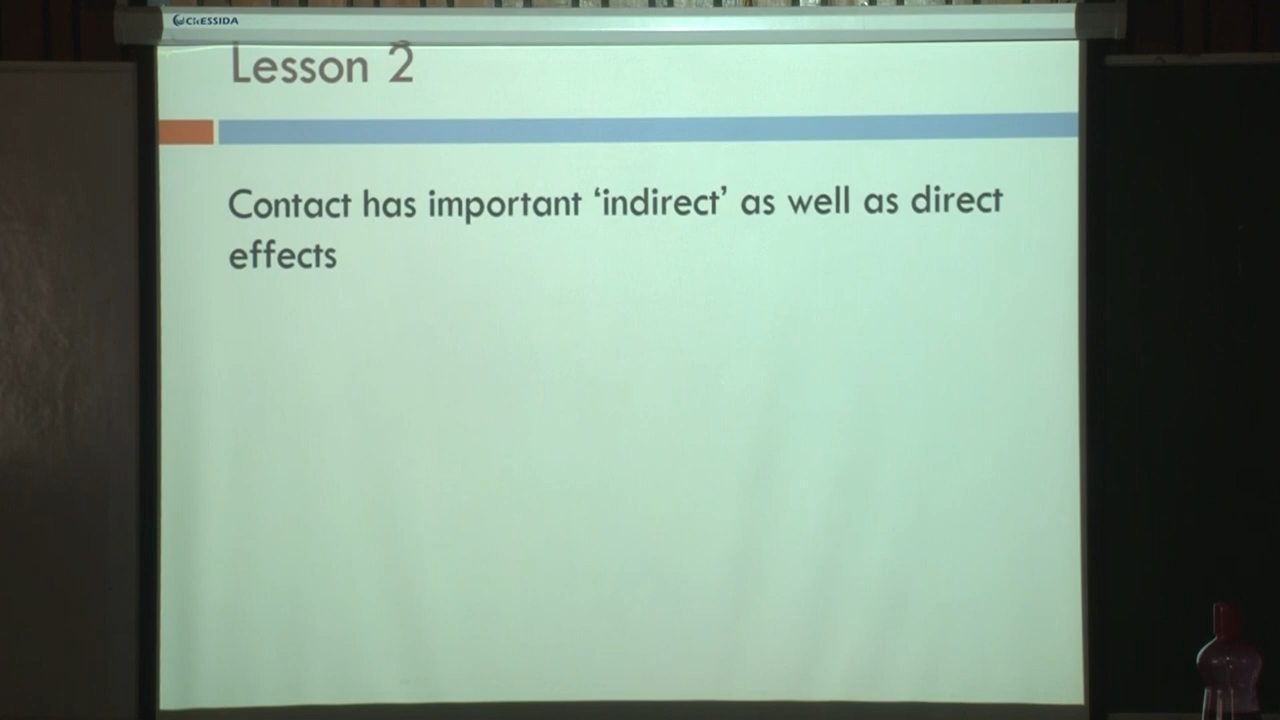 CRESSIDA
Lesson 2
Contact has important ‘indirect’ as well as direct
effects